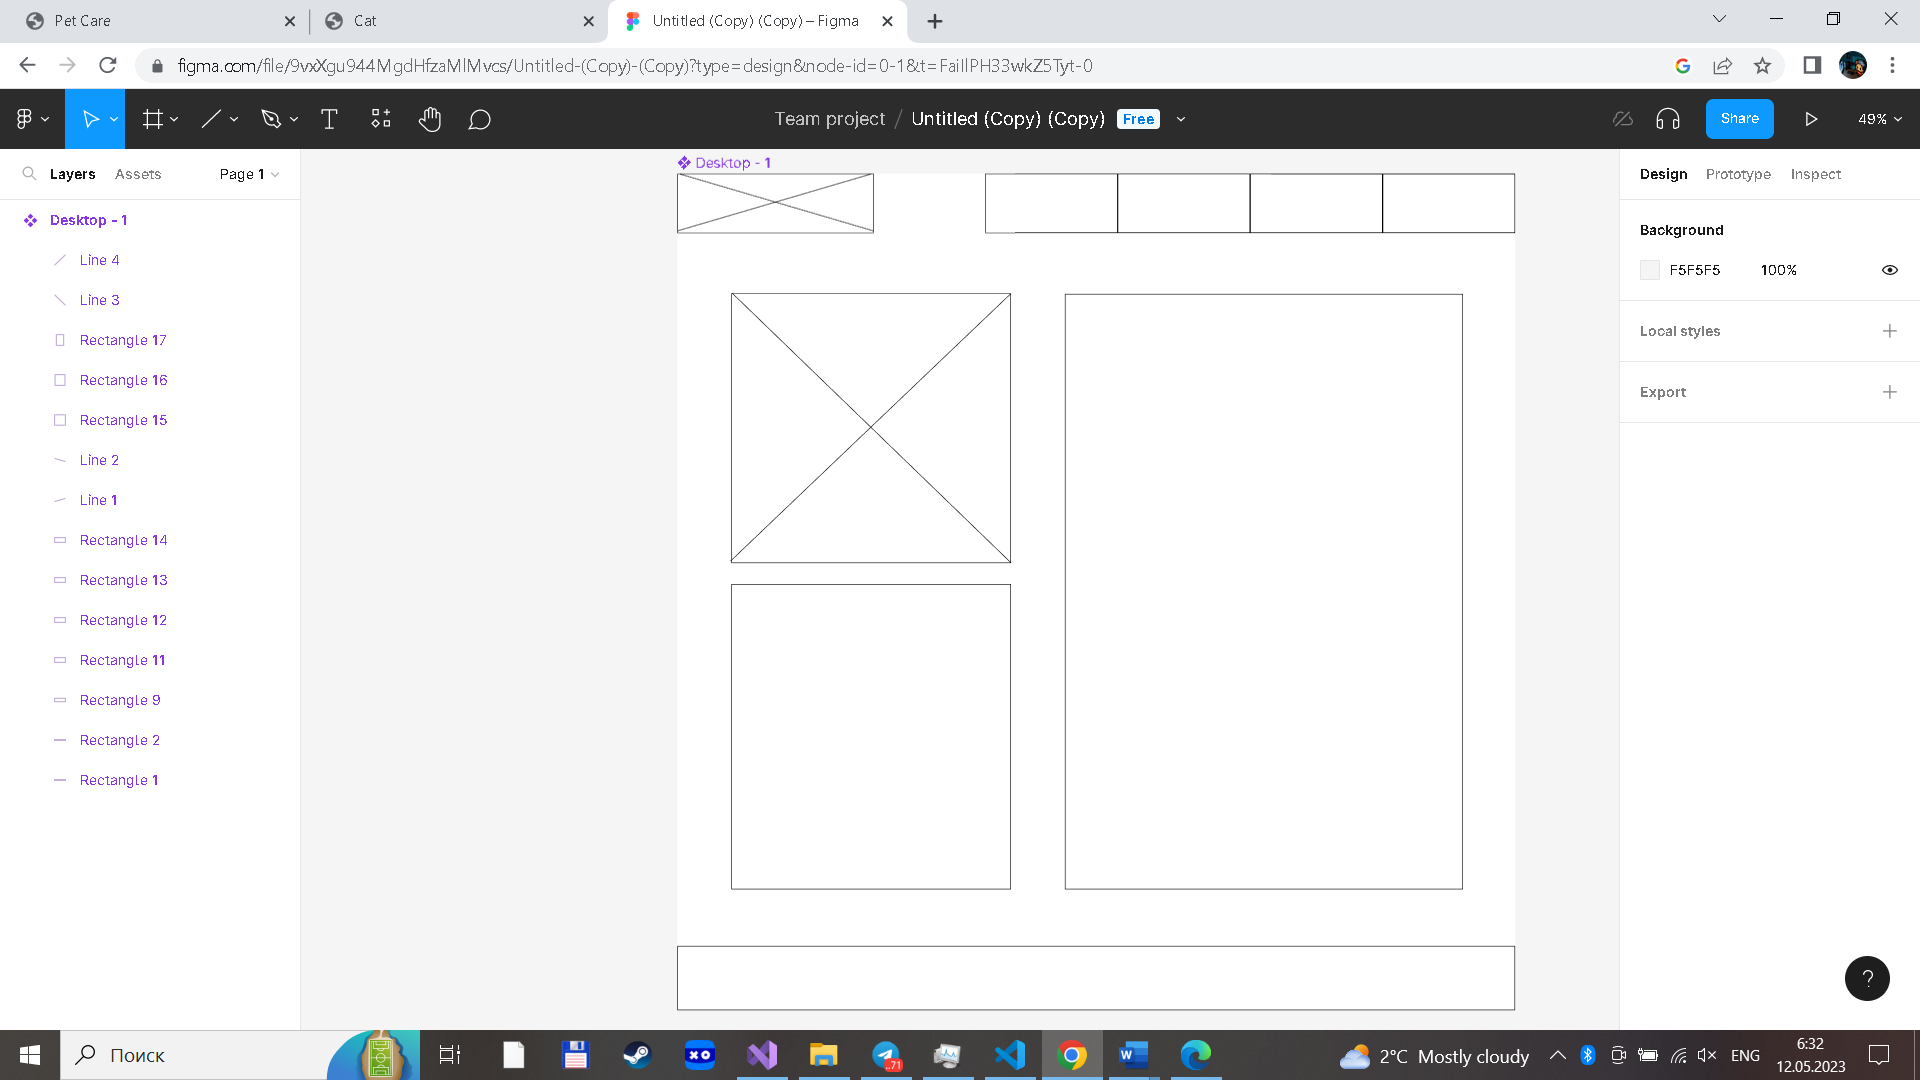 Pet Care
Cat
Untitled (Copy) (Copy) – Figma
figma.com/file/9vxXgu944MgdHfzaMlMvcs/Untitled-(Copy)-(Copy)?type=design&node-id=0-1&t=FaiIlPH33wkZ5Tyt-0
Team project / Untitled (Copy) (Copy) Free
Share
49%
Layers Assets Page 1
Desktop - 1
Line 4
Line 3
Rectangle 17
Rectangle 16
Rectangle 15
Line 2
Line 1
Rectangle 14
Rectangle 13
Rectangle 12
Rectangle 11
Rectangle 9
Rectangle 2
Rectangle 1
Desktop - 1
Design Prototype Inspect
Background
F5F5F5 100%
Local styles
Export
?
Поиск
XO
..71
W
2°C Mostly cloudy
ENG
6:32
12.05.2023